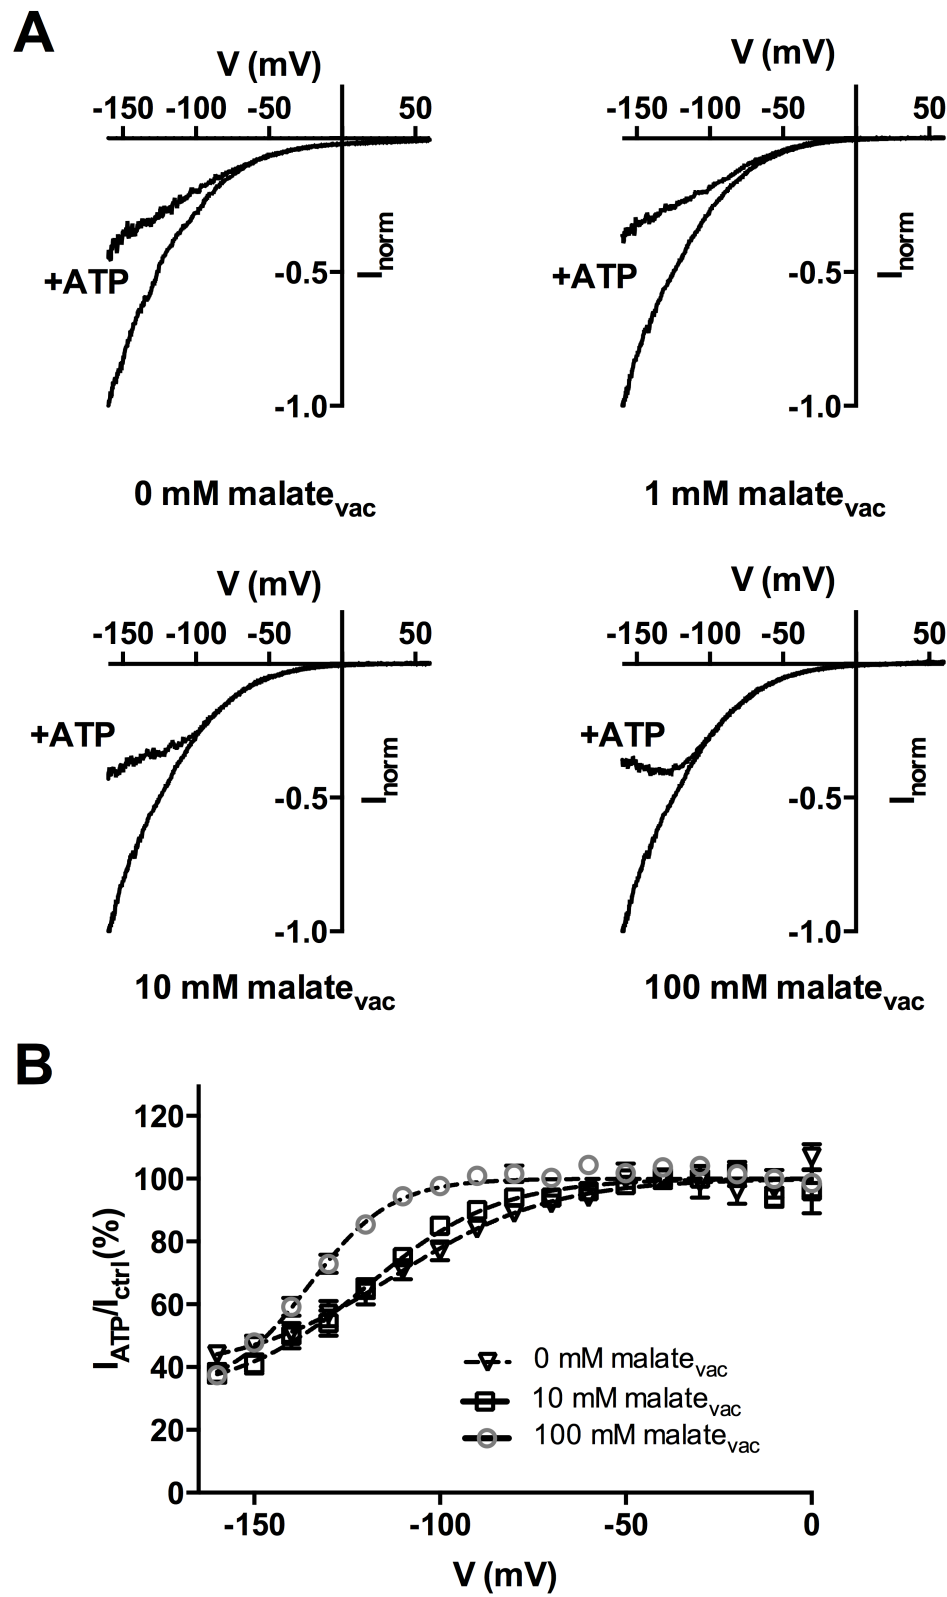 A
V (mV)
-150 -100 -50 50
-0.5
-1.0
Inorm
+ATP
0 mM malatevac
V (mV)
-150 -100 -50 50
-0.5
-1.0
Inorm
+ATP
1 mM malatevac
V (mV)
-150 -100 -50 50
+ATP
-0.5
-1.0
Inorm
10 mM malatevac
V (mV)
-150 -100 -50 50
+ATP
-0.5
-1.0
Inorm
100 mM malatevac
B
120
100
80
60
40
20
0
IATP/Ictrl(%)
0 mM malatevac
10 mM malatevac
100 mM malatevac
-150 -100 -50 0
V (mV)